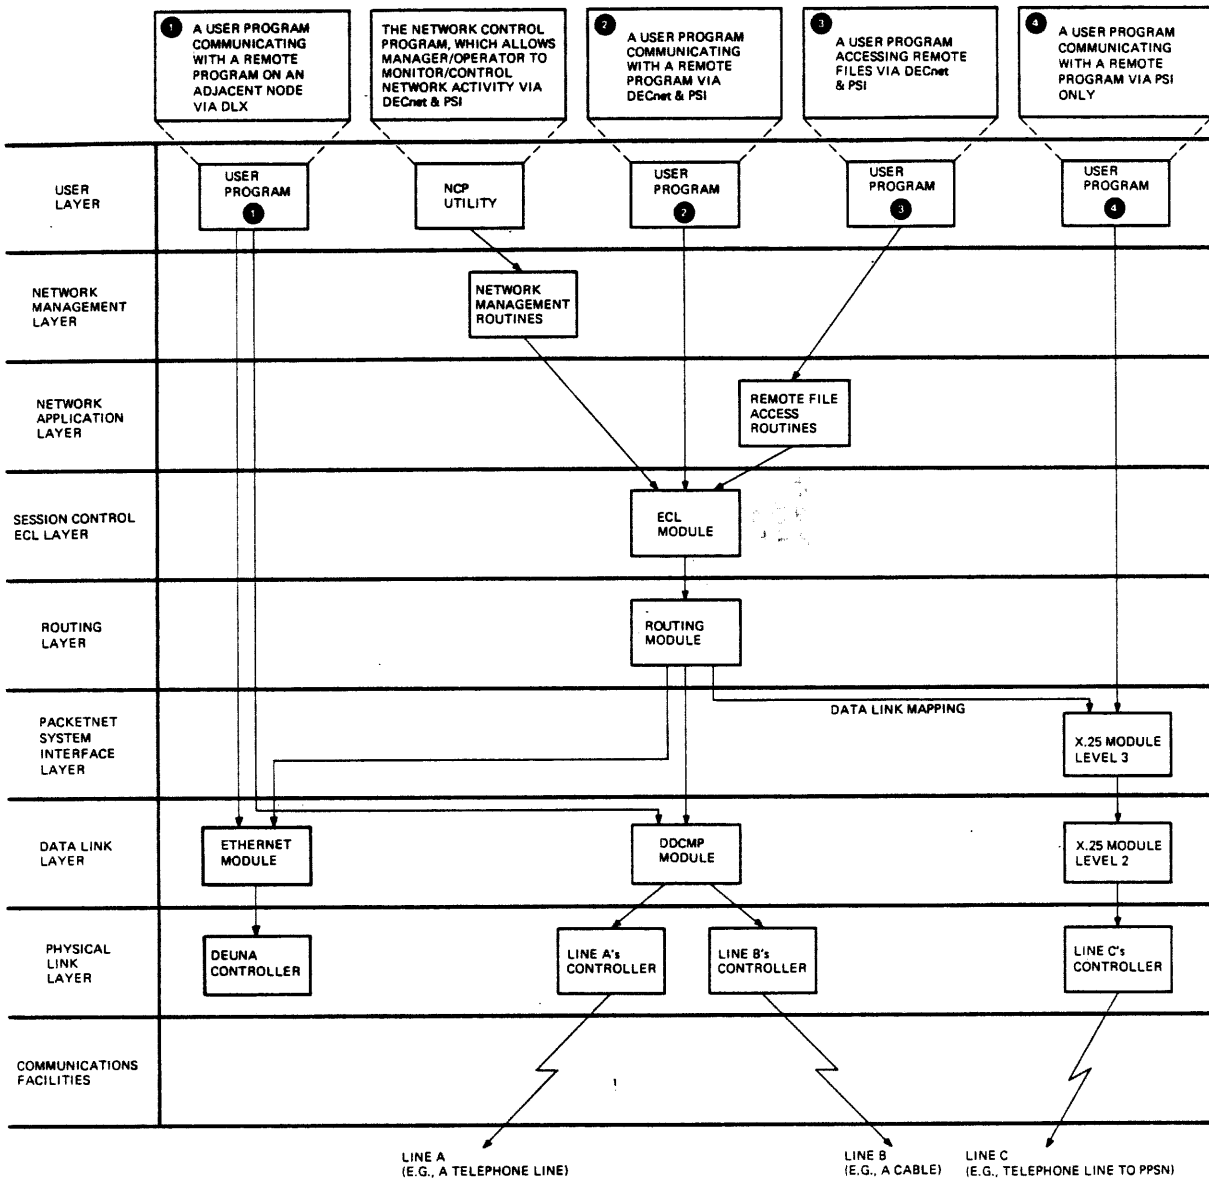 1 A USER PROGRAM
COMMUNICATING
WITH A REMOTE
PROGRAM ON AN
ADJACENT NODE
VIA DLX
THE NETWORK CONTROL
PROGRAM, WHICH ALLOWS
MANAGER/OPERATOR TO
MONITOR/CONTROL
NETWORK ACTIVITY VIA
DECnet & PSI
2 A USER PROGRAM
COMMUNICATING
WITH A REMOTE
PROGRAM VIA
DECnet & PSI
3 A USER PROGRAM
ACCESSING REMOTE
FILES VIA DECnet
& PSI
4 A USER PROGRAM
COMMUNICATING
WITH A REMOTE
PROGRAM VIA PSI
ONLY
USER
LAYER
USER
PROGRAM
1
NCP
UTILITY
USER
PROGRAM
2
USER
PROGRAM
3
USER
PROGRAM
4
NETWORK
MANAGEMENT
LAYER
NETWORK
MANAGEMENT
ROUTINES
NETWORK
APPLICATION
LAYER
REMOTE FILE
ACCESS
ROUTINES
SESSION CONTROL
ECL LAYER
ECL
MODULE
ROUTING
LAYER
ROUTING
MODULE
PACKETNET
SYSTEM
INTERFACE
LAYER
DATA LINK MAPPING
X.25 MODULE
LEVEL 3
DATA LINK
LAYER
ETHERNET
MODULE
DDCMP
MODULE
X.25 MODULE
LEVEL 2
PHYSICAL
LINK
LAYER
DEUNA
CONTROLLER
LINE A's
CONTROLLER
LINE B's
CONTROLLER
LINE C's
CONTROLLER
COMMUNICATIONS
FACILITIES
LINE A
(E.G., A TELEPHONE LINE)
LINE B
(E.G., A CABLE)
LINE C
(E.G., TELEPHONE LINE TO PPSN)